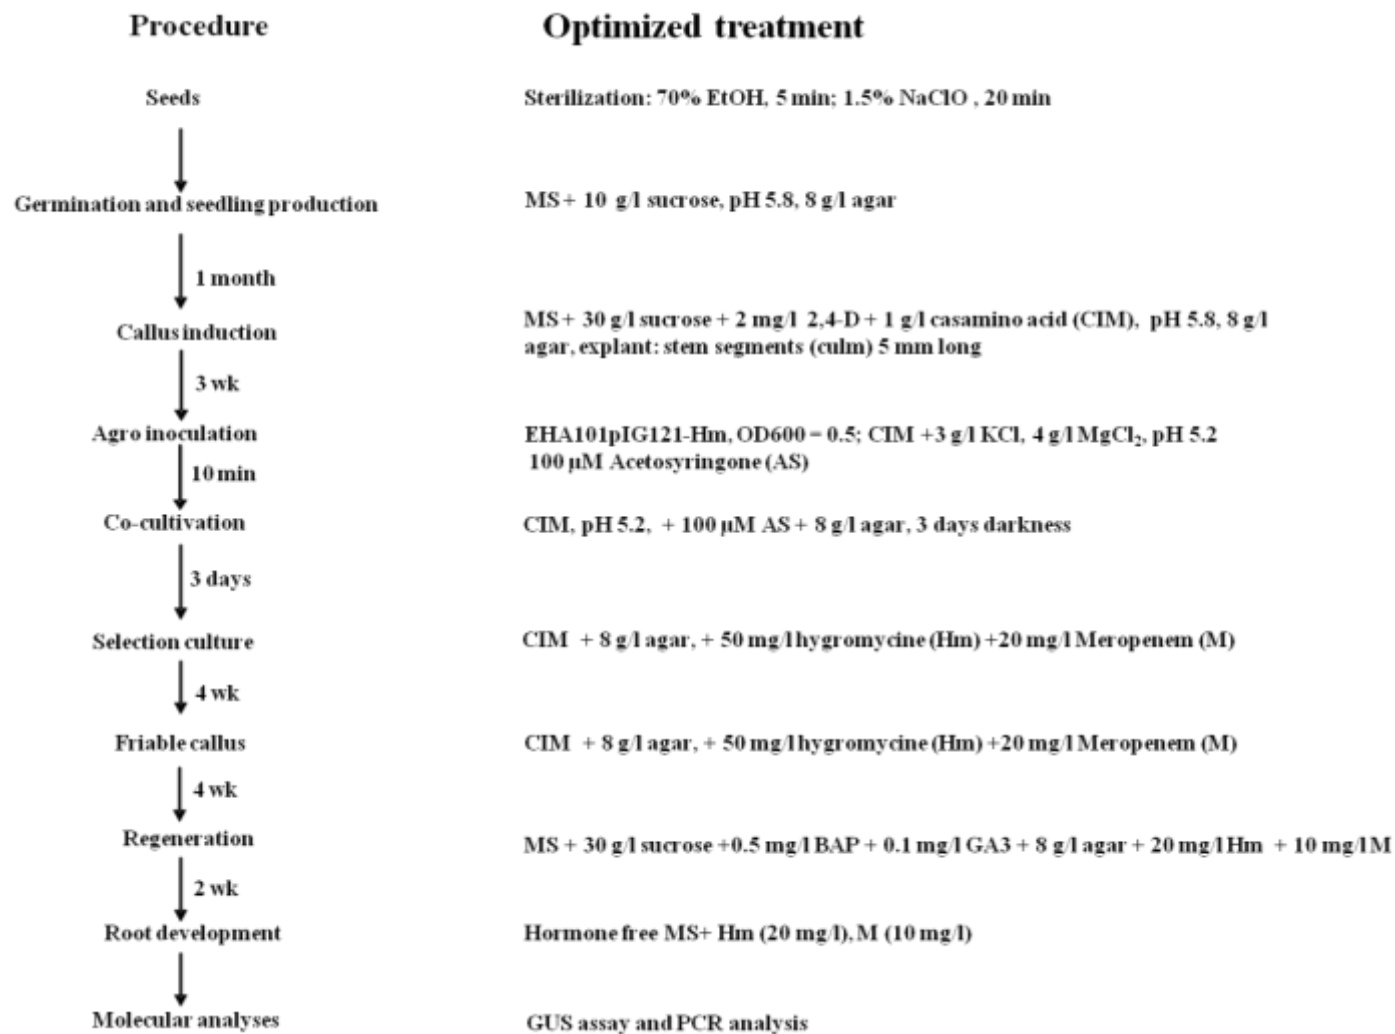 Procedure
Optimized treatment
Seeds
Sterilization: 70% EtOH, 5 min; 1.5% NaClO , 20 min
Germination and seedling production
MS + 10 g/l sucrose, pH 5.8, 8 g/l agar
1 month
Callus induction
MS + 30 g/l sucrose + 2 mg/l 2,4-D + 1 g/l casamino acid (CIM), pH 5.8, 8 g/l
agar, explant: stem segments (culm) 5 mm long
3 wk
Agro inoculation
EHA101pIG121-Hm, OD600 = 0.5; CIM +3 g/l KCl, 4 g/l MgCl₂, pH 5.2
100 µM Acetosyringone (AS)
10 min
Co-cultivation
CIM, pH 5.2, + 100 µM AS + 8 g/l agar, 3 days darkness
3 days
Selection culture
CIM + 8 g/l agar, + 50 mg/l hygromycine (Hm) +20 mg/l Meropenem (M)
4 wk
Friable callus
CIM + 8 g/l agar, + 50 mg/l hygromycine (Hm) +20 mg/l Meropenem (M)
4 wk
Regeneration
MS + 30 g/l sucrose +0.5 mg/l BAP + 0.1 mg/l GA3 + 8 g/l agar + 20 mg/l Hm + 10 mg/l M
2 wk
Root development
Hormone free MS+ Hm (20 mg/l), M (10 mg/l)
Molecular analyses
GUS assay and PCR analysis